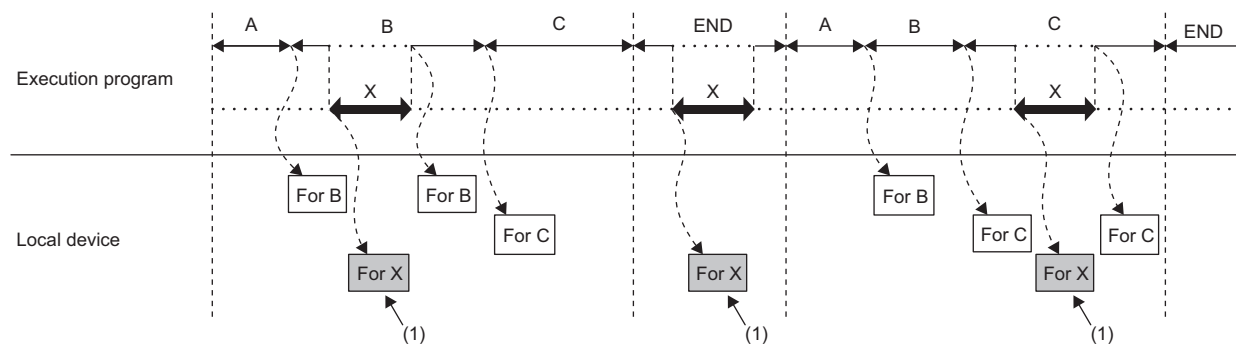 A B C END A B C END
Execution program
X X X
For B For B For B
Local device
For C For C For C
For X For X For X
(1) (1) (1)